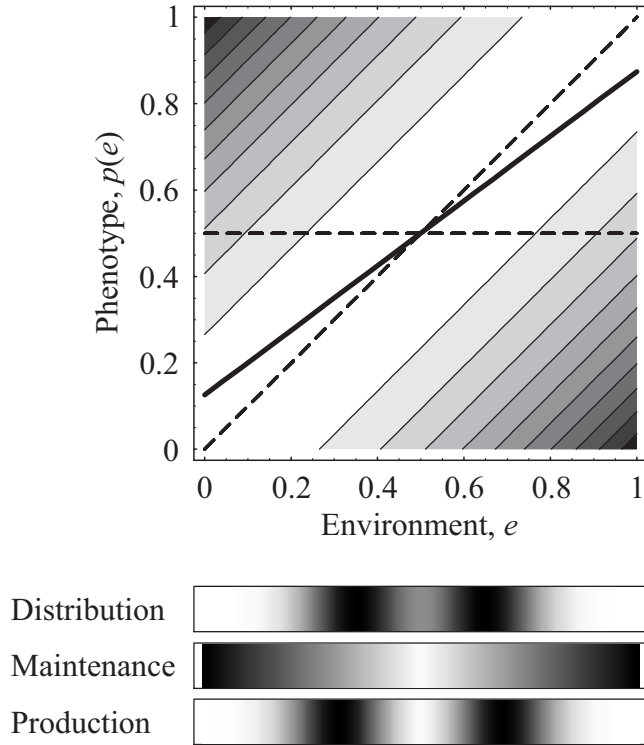 1
0.8
0.6
0.4
0.2
0
Phenotype, p(e)
0 0.2 0.4 0.6 0.8 1
Environment, e
Distribution
Maintenance
Production